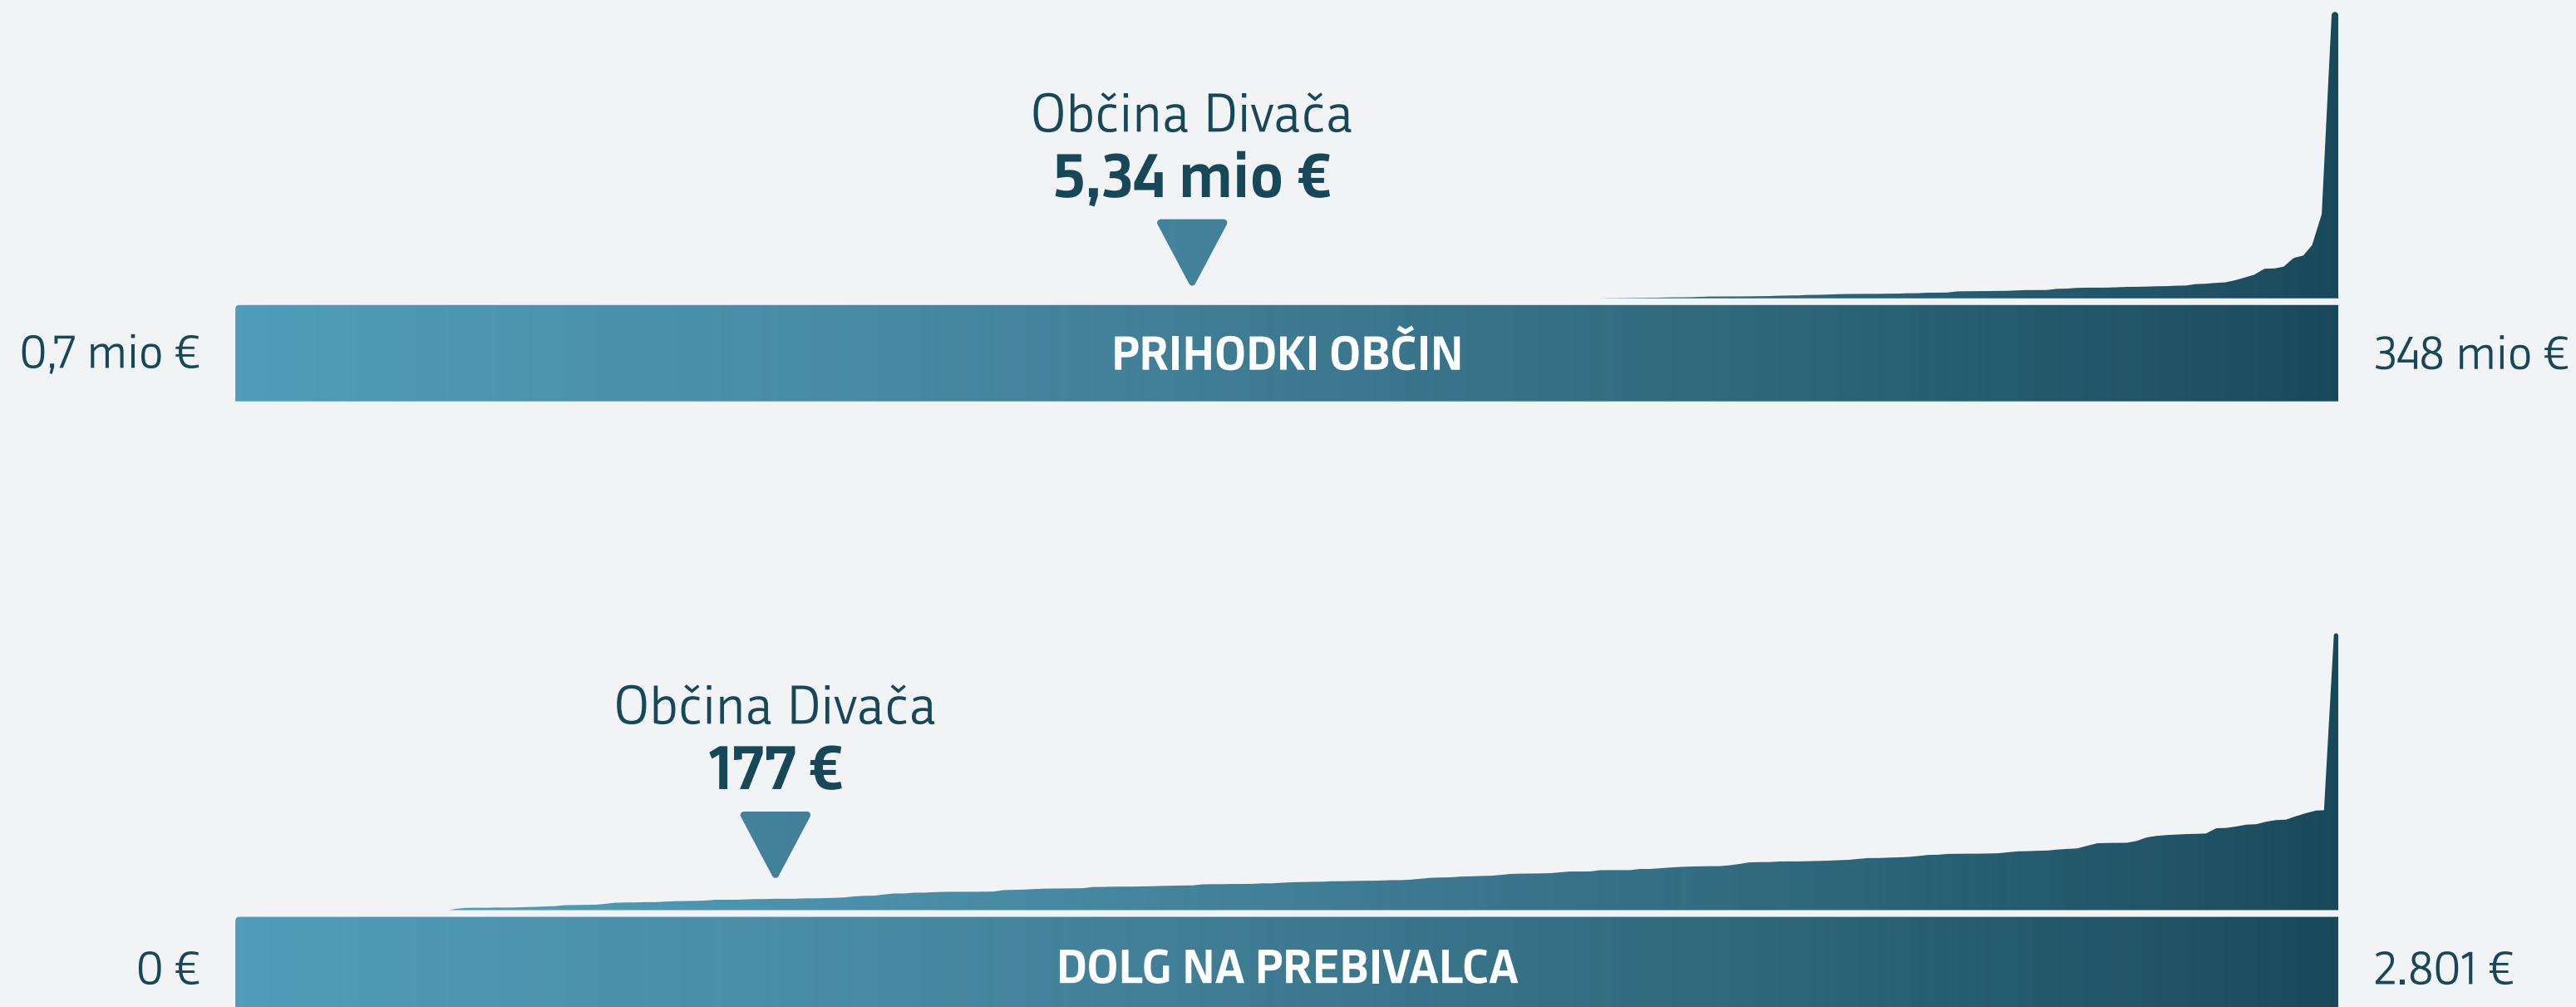 Občina Divača
5,34 mio €
0,7 mio €
PRIHODKI OBČIN
348 mio €
Občina Divača
177 €
0 €
DOLG NA PREBIVALCA
2.801 €